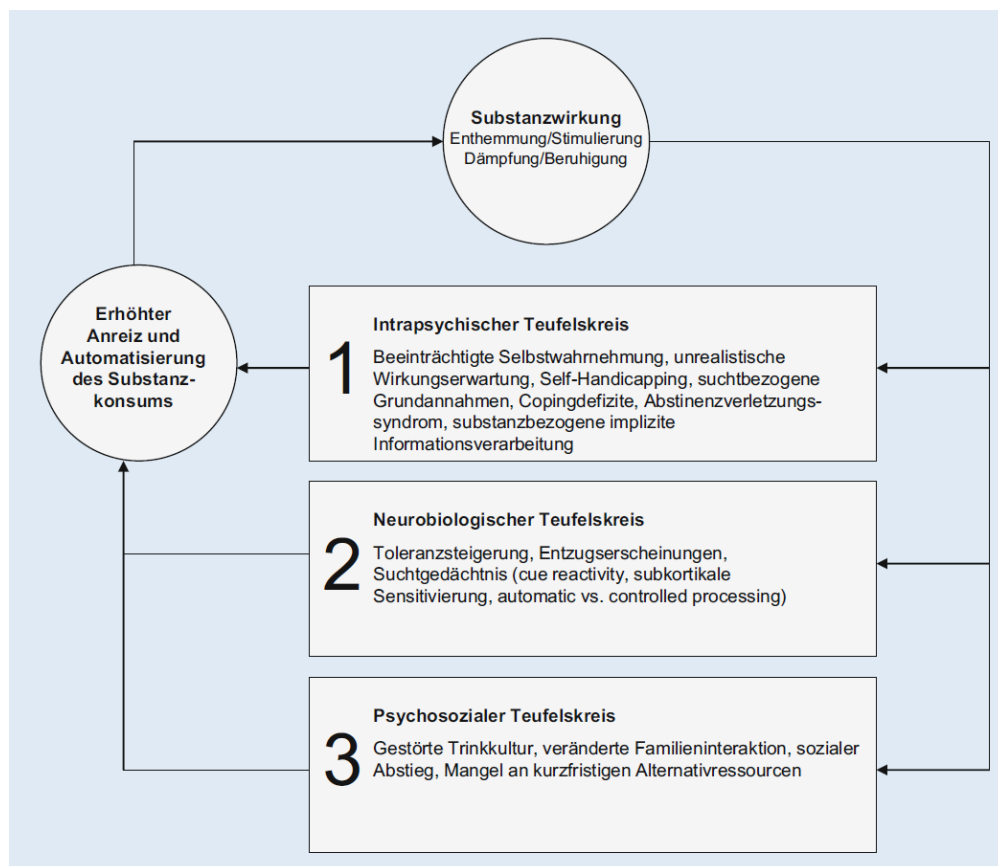 Substanzwirkung
Enthemmung/Stimulierung
Dämpfung/Beruhigung
Erhöhter
Anreiz und
Automatisierung
des Substanz-
konsums
1
Intrapsychischer Teufelskreis
Beeinträchtigte Selbstwahrnehmung, unrealistische
Wirkungserwartung, Self-Handicapping, suchtbezogene
Grundannahmen, Copingdefizite, Abstinenzverletzungs-
syndrom, substanzbezogene implizite
Informationsverarbeitung
2
Neurobiologischer Teufelskreis
Toleranzsteigerung, Entzugserscheinungen,
Suchtgedächtnis (cue reactivity, subkortikale
Sensitivierung, automatic vs. controlled processing)
3
Psychosozialer Teufelskreis
Gestörte Trinkkultur, veränderte Familieninteraktion, sozialer
Abstieg, Mangel an kurzfristigen Alternativressourcen